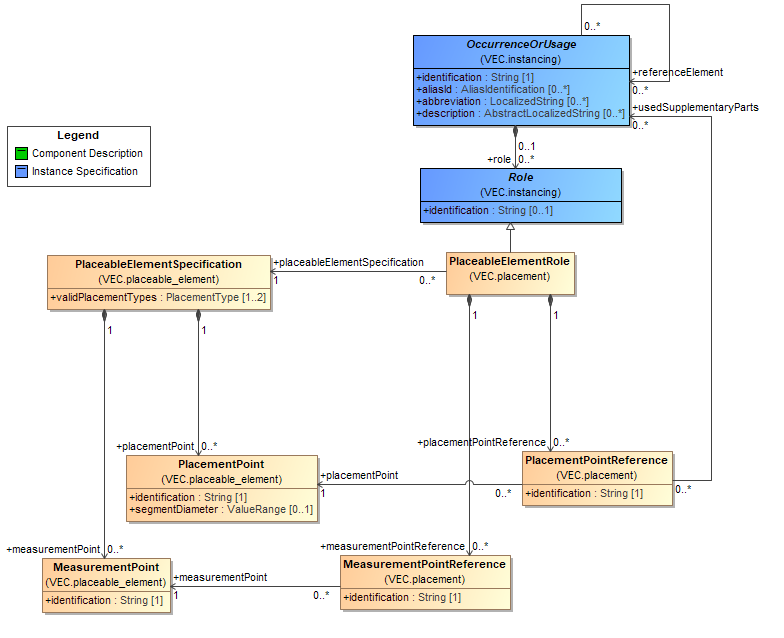 0..*
OccurrenceOrUsage
(VEC.instancing)
+identification : String [1]
+aliasId : AliasIdentification [0..*]
+abbreviation : LocalizedString [0..*]
+description : AbstractLocalizedString [0..*]
+referenceElement
0..*
+usedSupplementaryParts
0..*
Legend
Component Description
Instance Specification
0..1
+role 0..*
Role
(VEC.instancing)
+identification : String [0..1]
PlaceableElementSpecification
(VEC.placeable_element)
+validPlacementTypes : PlacementType [1..2]
+placeableElementSpecification
1
0..*
PlaceableElementRole
(VEC.placement)
1
1
1
1
+placementPoint 0..*
+placementPointReference 0..*
PlacementPoint
(VEC.placeable_element)
+identification : String [1]
+segmentDiameter : ValueRange [0..1]
+placementPoint
1
0..*
PlacementPointReference
(VEC.placement)
+identification : String [1]
0..*
+measurementPoint 0..*
+measurementPointReference 0..*
MeasurementPoint
(VEC.placeable_element)
+identification : String [1]
+measurementPoint
1
0..*
MeasurementPointReference
(VEC.placement)
+identification : String [1]